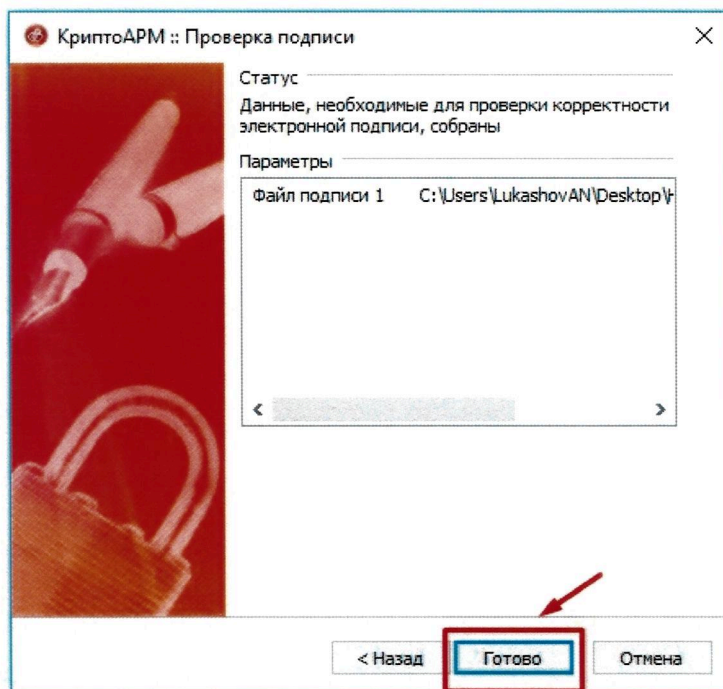 КриптоАРМ :: Проверка подписи
Статус
Данные, необходимые для проверки корректности
электронной подписи, собраны
Параметры
Файл подписи 1 C:\Users\LukashovAN\Desktop\
< Назад Готово Отмена